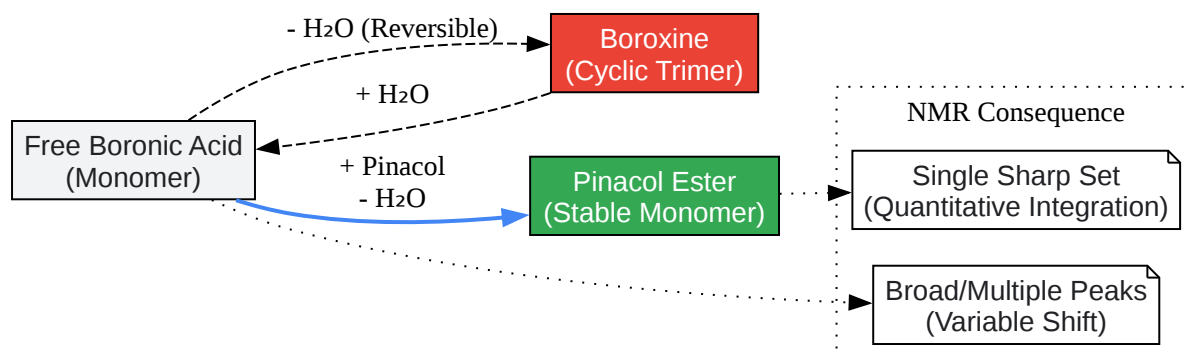 - H₂O (Reversible)
Boroxine
(Cyclic Trimer)
+ H₂O
NMR Consequence
Free Boronic Acid
(Monomer)
+ Pinacol
- H₂O
Pinacol Ester
(Stable Monomer)
Single Sharp Set
(Quantitative Integration)
Broad/Multiple Peaks
(Variable Shift)